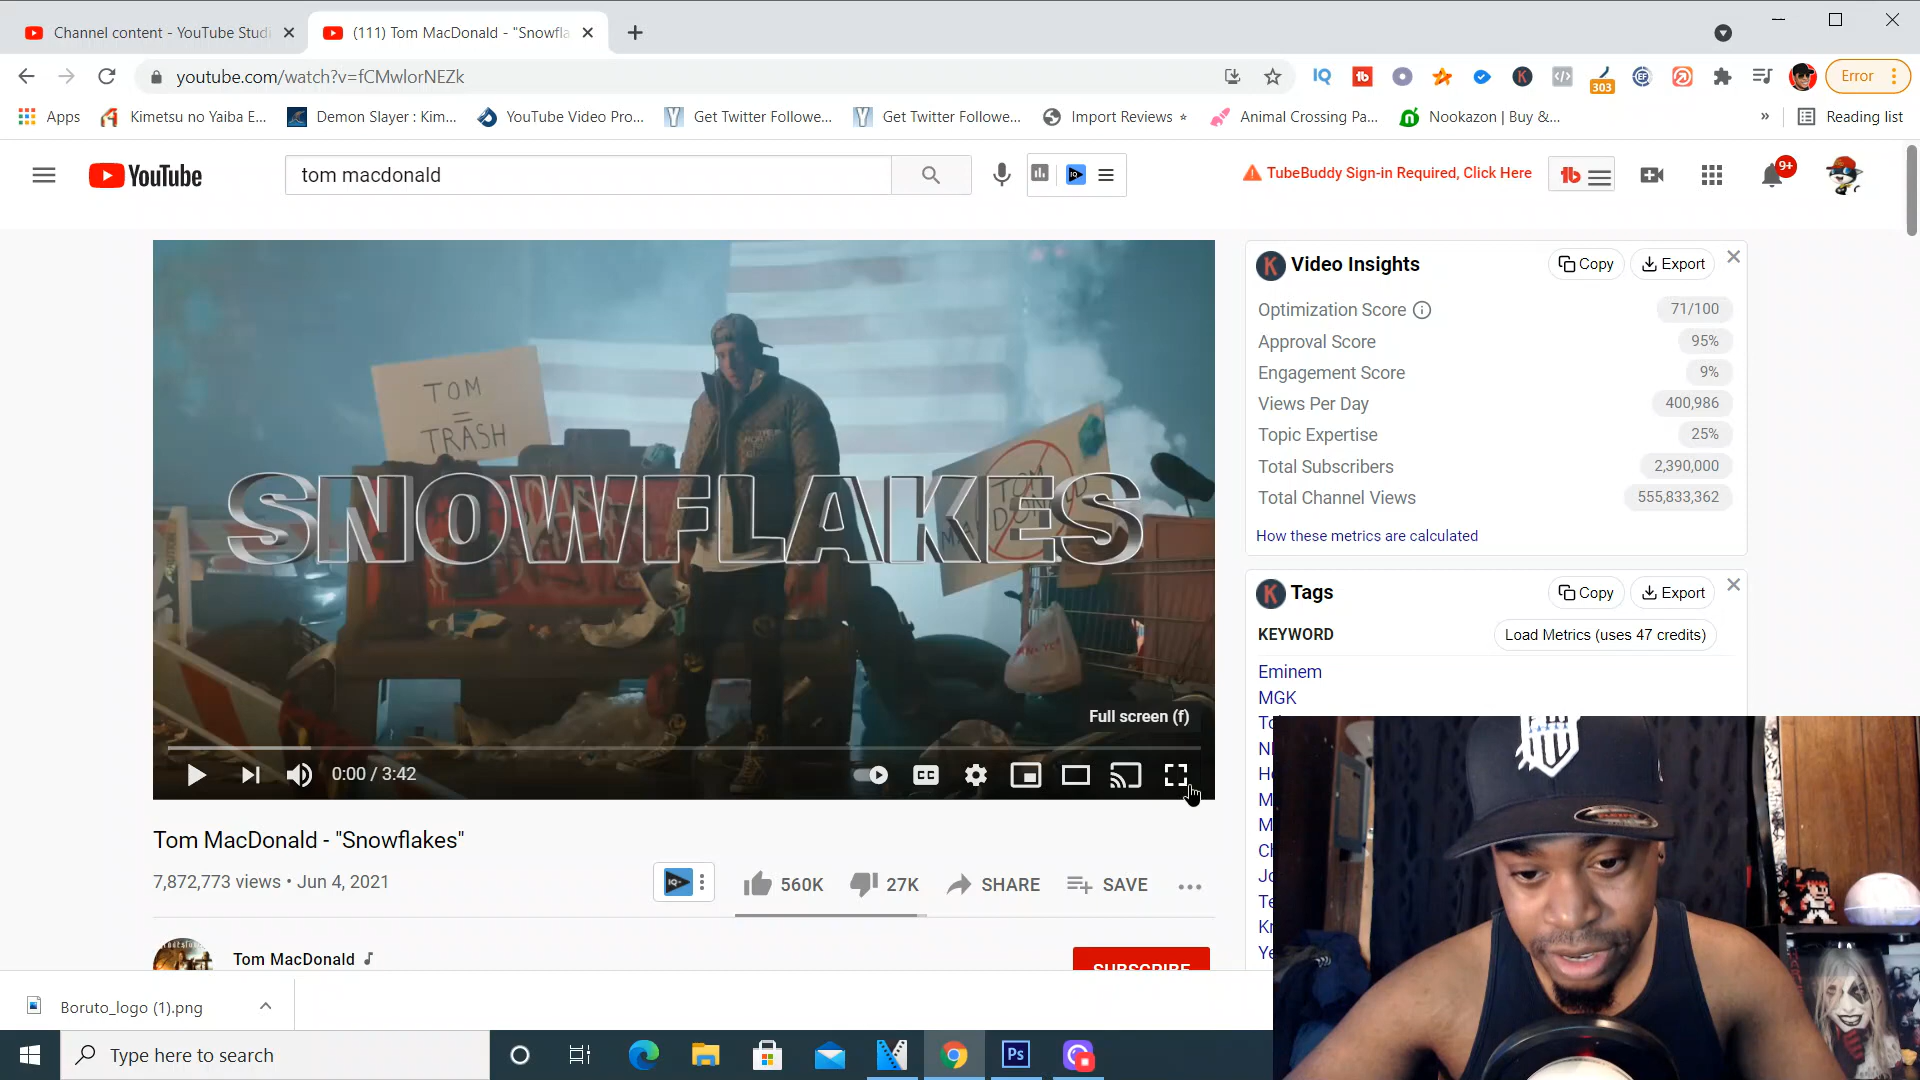 Channel content - YouTube Studi
(111) Tom MacDonald - "Snowfla
youtube.com/watch?v=fCMwlorNEZk
303
Error
Apps
Kimetsu no Yaiba E...
Demon Slayer : Kim...
YouTube Video Pro...
Get Twitter Followe...
Get Twitter Followe...
Import Reviews
Animal Crossing Pa...
Nookazon | Buy &...
»
Reading list
YouTube
tom macdonald
TubeBuddy Sign-in Required, Click Here
9+
TOM
=
TRASH
SNOWFLAKES
Full screen (f)
0:00 / 3:42
CC
Tom MacDonald - "Snowflakes"
7,872,773 views • Jun 4, 2021
560K
27K
SHARE
SAVE
Tom MacDonald
SUBSCRIBE
Video Insights
Copy
Export
Optimization Score
71/100
Approval Score
95%
Engagement Score
9%
Views Per Day
400,986
Topic Expertise
25%
Total Subscribers
2,390,000
Total Channel Views
555,833,362
How these metrics are calculated
Tags
Copy
Export
KEYWORD
Load Metrics (uses 47 credits)
Eminem
MGK
Boruto_logo (1).png
Type here to search
Ps